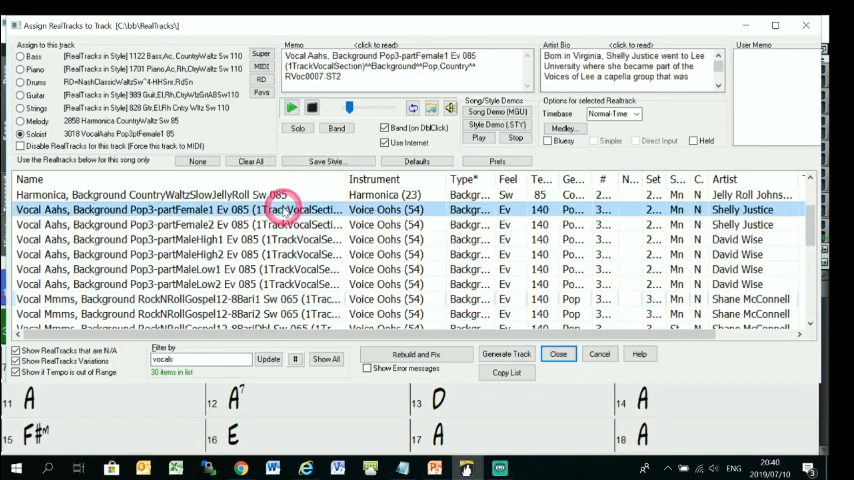 Assign RealTracks to Track [C:\bb\RealTracks\]
Assign to this track
Bass [RealTracks in Style] 1122 Bass,Ac, CountryWaltz Sw 110
Piano [RealTracks in Style] 1701 Piano,Ac,Rh,CtryWaltz Sw 110
Drums RD=NashClassicWaltzSw^4-HH,SnrRd,Sn
Guitar [RealTracks in Style] 989 Guit,El,Rh,CtryWlzGrtABSw110
Strings [RealTracks in Style] 828 Gtr, El,Rh Cntry Wltz Sw 110
Melody 2858 Harmonica CountryWaltz Sw 110
Soloist 3018 VocalAahs Pop3ptFemale1 85
Disable RealTracks for this track (Force this track to MIDI)
Use the Realtracks below for this song only
None
Clear All
Super
MIDI
RD
Favs
Memo <click to read>
Vocal Aahs, Background Pop3-partFemale1 Ev 085
(1TrackVocalSection)^^Background^^Pop,Country^^
RVoc0007.ST2
Solo
Band
Band (on DblClick)
Use Internet
Song/Style Demos
Song Demo (MGU)
Style Demo (.STY)
Play
Stop
Save Style...
Defaults
Prefs
Artist Bio <click to read>
Born in Virginia, Shelly Justice went to Lee
University where she became part of the
Voices of Lee a capella group that was
Options for selected Realtrack
Timebase Normal-Time
Medley...
Bluesy Simpler Direct Input Held
User Memo
Name Instrument Type* Feel Te... Ge... # N... Set S... C. Artist T
Harmonica, Background CountryWaltzSlowJellyRoll Sw 085 Harmonica (23) Backgr... Sw 85 Co... 2... Mn N Jelly Roll Johns...
Vocal Aahs, Background Pop3-partFemale1 Ev 085 (1TrackVocalSecti... Voice Oohs (54) Backgr... Ev 140 Po... 3... 2... Mn N Shelly Justice
Vocal Aahs, Background Pop3-partFemale2 Ev 085 (1TrackVocalSecti... Voice Oohs (54) Backgr... Ev 140 Po... 3... 2... Mn N Shelly Justice
Vocal Aahs, Background Pop3-partMaleHigh1 Ev 085 (1TrackVocalSe... Voice Oohs (54) Backgr... Ev 140 Po... 3... 2... Mn N David Wise
Vocal Aahs, Background Pop3-partMaleHigh2 Ev 085 (1TrackVocalSe... Voice Oohs (54) Backgr... Ev 140 Po... 3... 2... Mn N David Wise
Vocal Aahs, Background Pop3-partMaleLow1 Ev 085 (1TrackVocalSe... Voice Oohs (54) Backgr... Ev 140 Po... 3... 2... Mn N David Wise
Vocal Aahs, Background Pop3-partMaleLow2 Ev 085 (1TrackVocalSe... Voice Oohs (54) Backgr... Ev 140 Po... 3... 2... Mn N David Wise
Vocal Mmms, Background RockNRollGospel12-8Bari1 Sw 065 (1Trac... Voice Oohs (54) Backgr... Ev 140 Pop 3... Mn N Shane McConnell
Vocal Mmms, Background RockNRollGospel12-8Bari2 Sw 065 (1Trac... Voice Oohs (54) Backgr... Ev 140 Pop 3... Mn N Shane McConnell
Show RealTracks that are N/A
Show RealTracks Variations
Show if Tempo is out of Range
Filter by
vocals
30 items in list
Update
#
Show All
Rebuild and Fix
Show Error messages
Generate Track
Close
Cancel
Help
Copy List
11 A 12 A7 13 D 14 A
15 F#m 16 E 17 A 18 A
ENG
20:40
2019/07/10
3